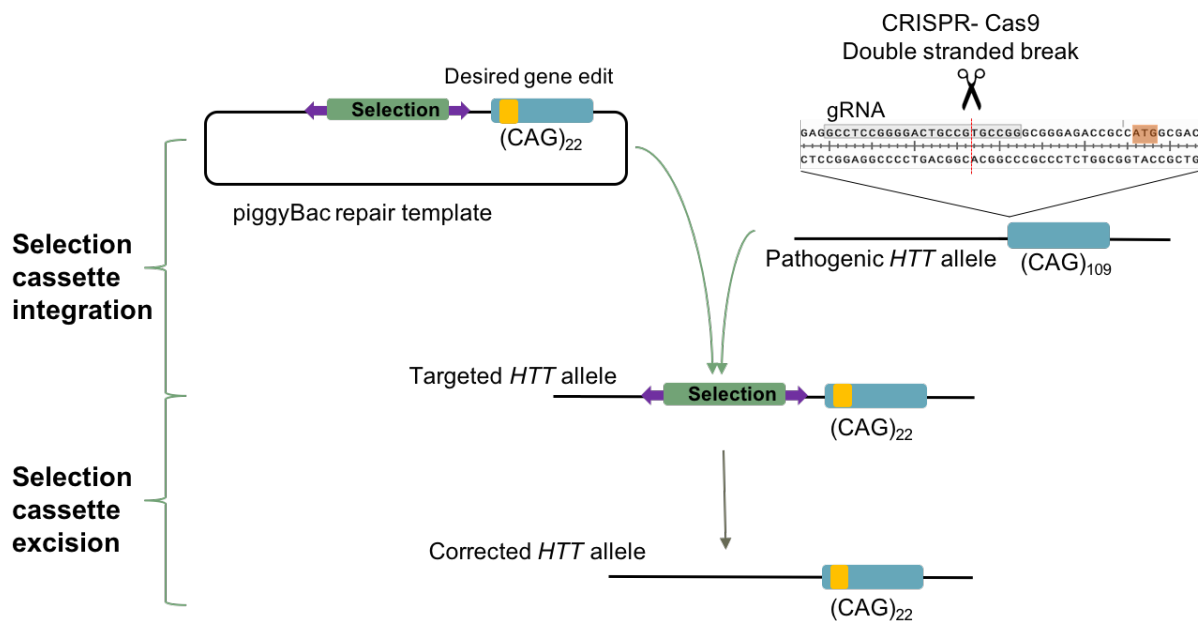 CRISPR- Cas9
Double stranded break
Desired gene edit
Selection
(CAG)22
piggyBac repair template
gRNA
GAGGCCTCCGGGGACTGCCGTGCCGGGCGGGAGACCGCCATGGCGAC
CTCCGGAGGCCCCTGACGGCACGGCCCGCCCTCTGGCGGTACCGCTG
Pathogenic HTT allele
(CAG)109
Selection
cassette
integration
Targeted HTT allele
Selection
(CAG)22
Selection
cassette
excision
Corrected HTT allele
(CAG)22